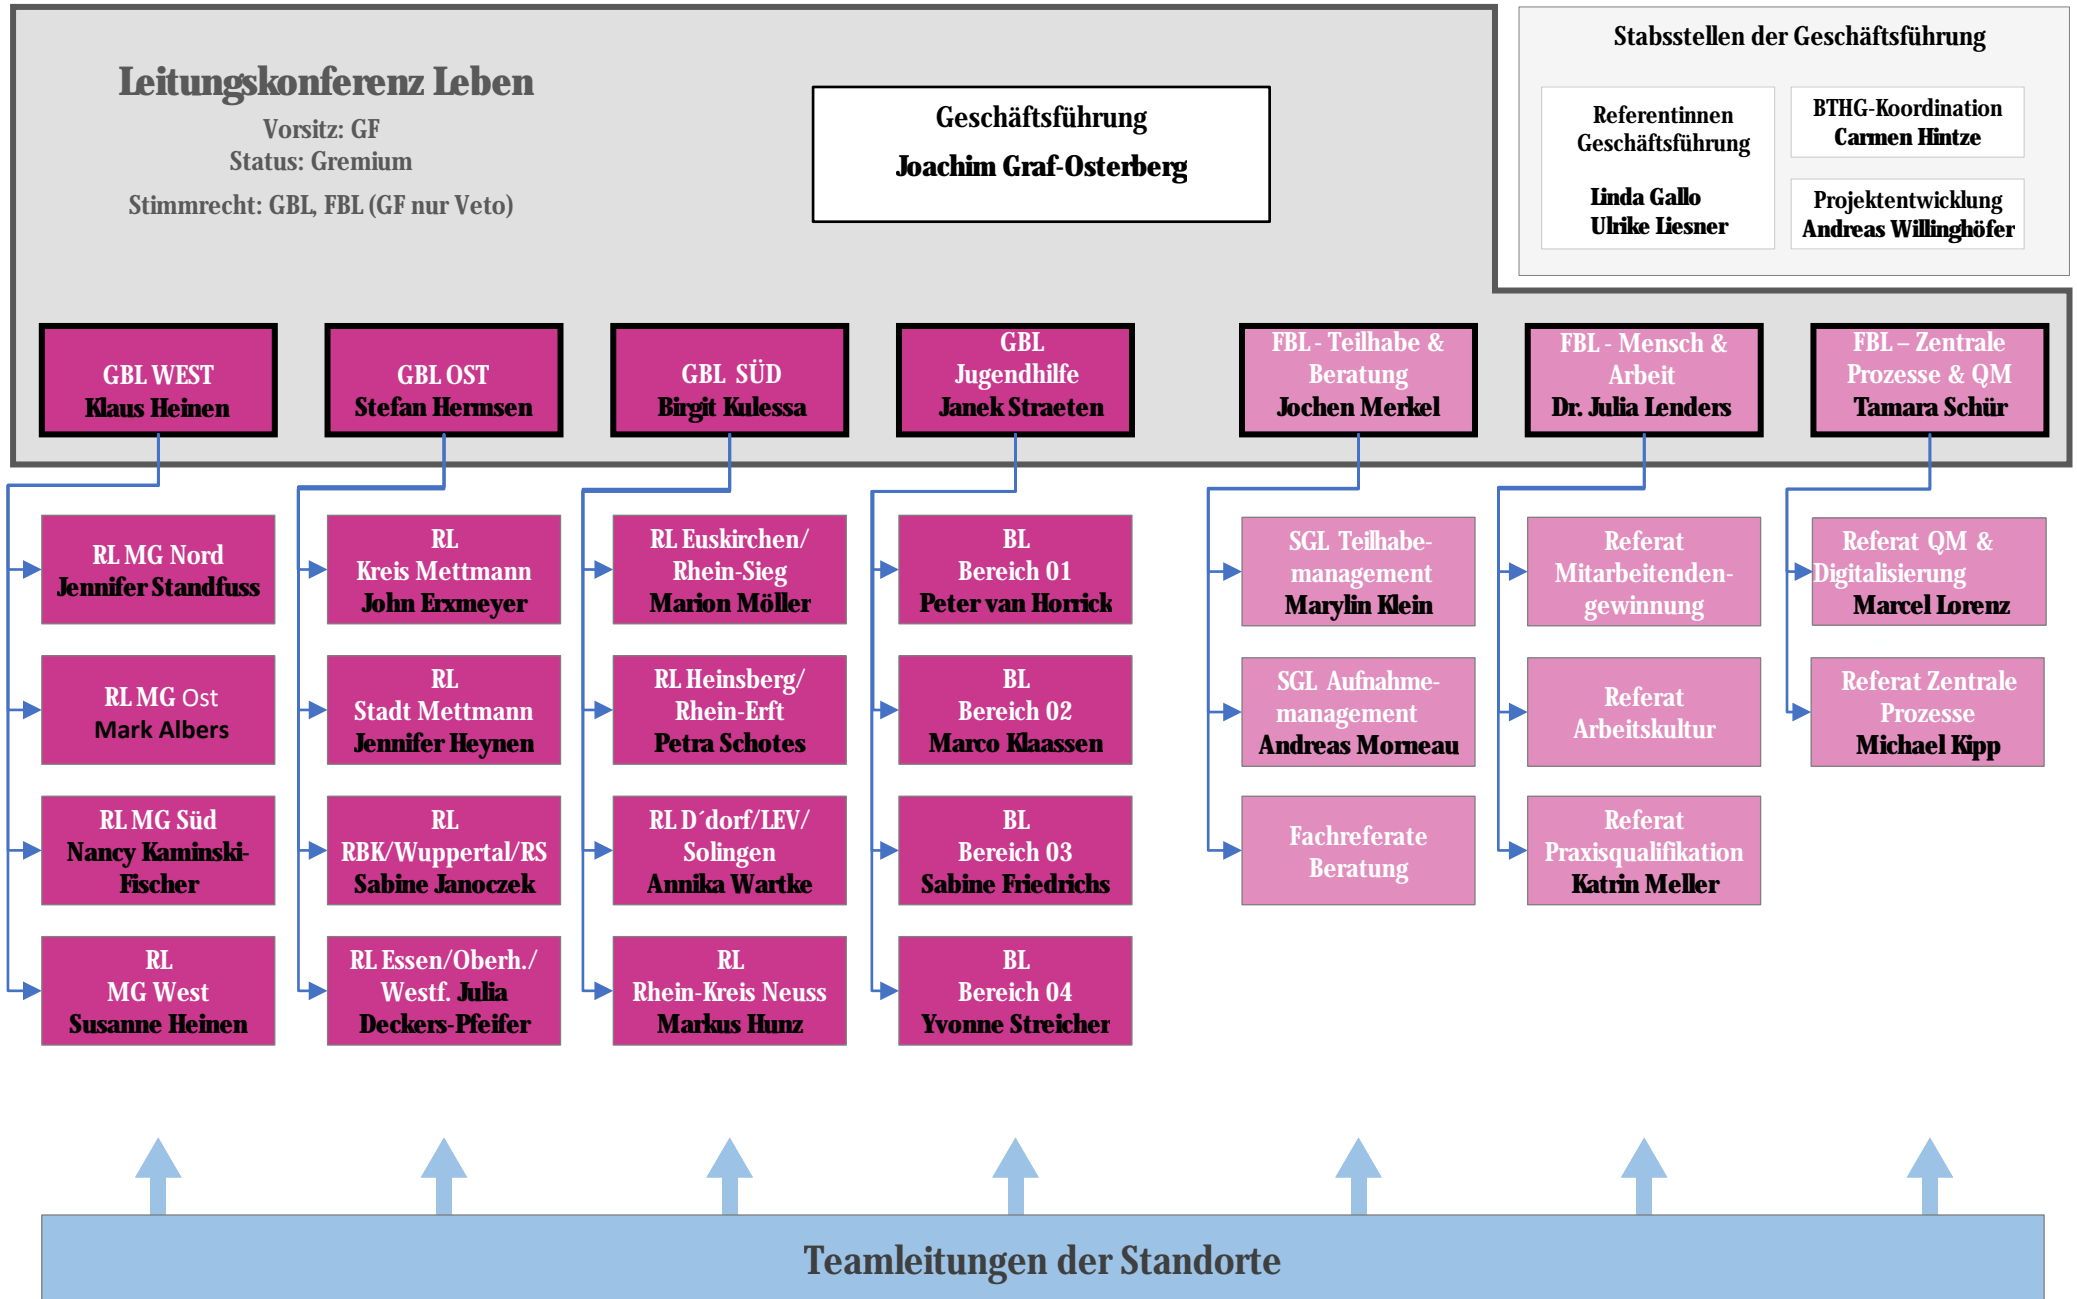 Leitungskonferenz Leben
Vorsitz: GF
Status: Gremium
Stimmrecht: GBL, FBL (GF nur Veto)
Geschäftsführung
Joachim Graf-Osterberg
Stabsstellen der Geschäftsführung
Referentinnen
Geschäftsführung
Linda Gallo
Ulrike Liesner
BTHG-Koordination
Carmen Hintze
Projektentwicklung
Andreas Willinghöfer
GBL WEST
Klaus Heinen
GBL OST
Stefan Hermsen
GBL SÜD
Birgit Kulessa
GBL
Jugendhilfe
Janek Straeten
FBL - Teilhabe &
Beratung
Jochen Merkel
FBL - Mensch &
Arbeit
Dr. Julia Lenders
FBL – Zentrale
Prozesse & QM
Tamara Schür
RL MG Nord
Jennifer Standfuss
RL
Kreis Mettmann
John Erxmeyer
RL Euskirchen/
Rhein-Sieg
Marion Möller
BL
Bereich 01
Peter van Horrick
SGL Teilhabe-
management
Marylin Klein
Referat
Mitarbeitenden-
gewinnung
Referat QM &
Digitalisierung
Marcel Lorenz
RL MG Ost
Mark Albers
RL
Stadt Mettmann
Jennifer Heynen
RL Heinsberg/
Rhein-Erft
Petra Schotes
BL
Bereich 02
Marco Klaassen
SGL Aufnahme-
management
Andreas Morneau
Referat
Arbeitskultur
Referat Zentrale
Prozesse
Michael Kipp
RL MG Süd
Nancy Kaminski-
Fischer
RL
RBK/Wuppertal/RS
Sabine Janoczek
RL D´dorf/LEV/
Solingen
Annika Wartke
BL
Bereich 03
Sabine Friedrichs
Fachreferate
Beratung
Referat
Praxisqualifikation
Katrin Meller
RL
MG West
Susanne Heinen
RL Essen/Oberh./
Westf. Julia
Deckers-Pfeifer
RL
Rhein-Kreis Neuss
Markus Hunz
BL
Bereich 04
Yvonne Streicher
Teamleitungen der Standorte